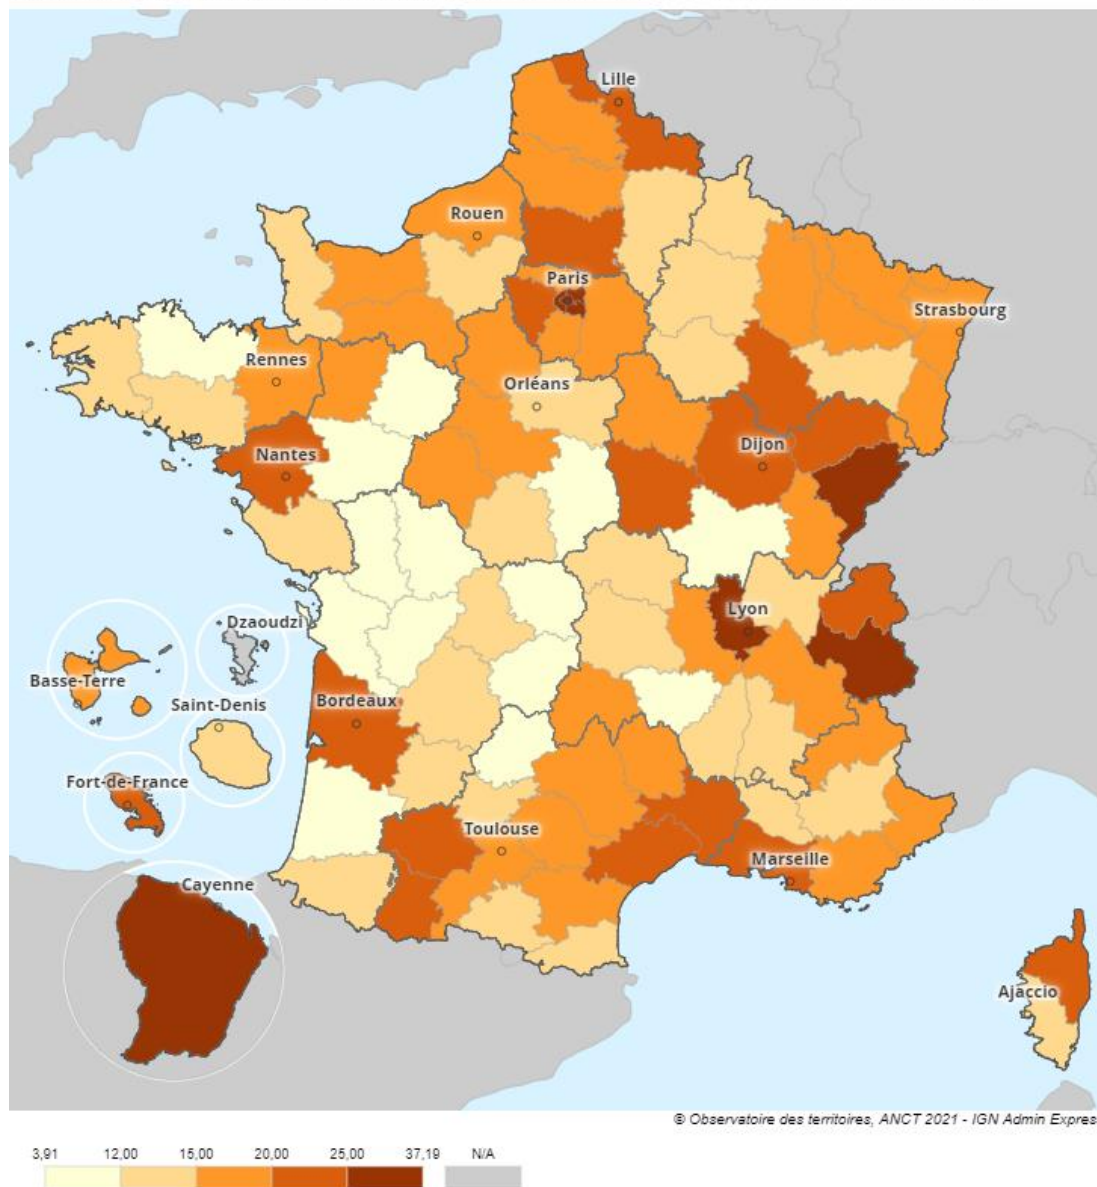 Lille
Rouen
Paris
Strasbourg
Rennes
Orléans
Nantes
Dijon
Lyon
Dzaoudzi
Basse-Terre
Saint-Denis
Bordeaux
Fort-de-France
Toulouse
Marseille
Cayenne
Ajaccio
© Observatoire des territoires, ANCT 2021 - IGN Admin Expres
3,91 12,00 15,00 20,00 25,00 37,19 N/A